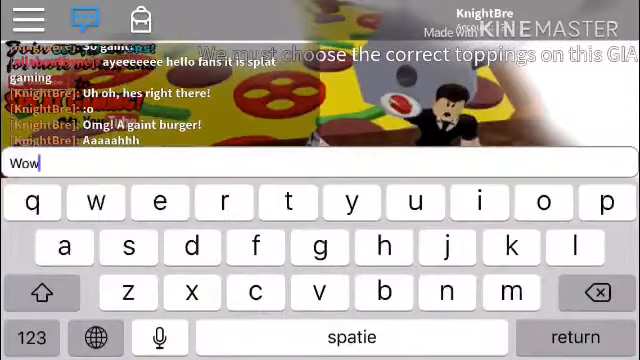 KnightBre
Made with KINEMASTER
We must choose the correct toppings on this GIA
[KnightBre]: So gaint!
ayeeeeeee hello fans it is splat
gaming
[KnightBre]: Uh oh, hes right there!
[KnightBre]: :o
[KnightBre]: Omg! A gaint burger!
[KnightBre]: Aaaaahhh
Wow
q w e r t y u i o p
a s d f g h j k l
z x c v b n m
123 spatie return